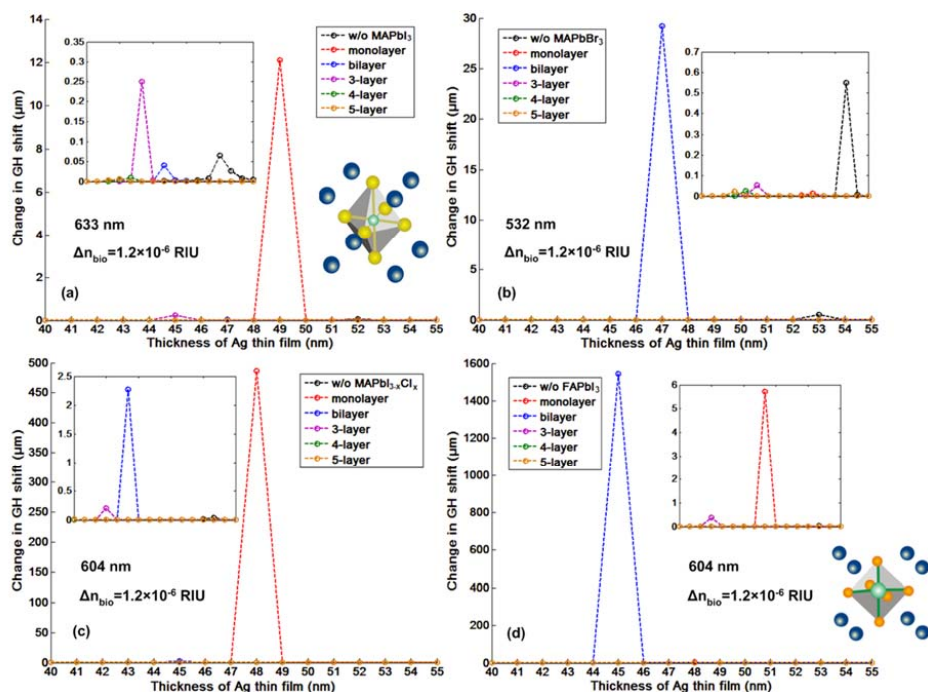 14
12
10
8
6
4
2
0
Change in GH shift (µm)
0.35
0.3
0.25
0.2
0.15
0.1
0.05
0
w/o MAPbI3
monolayer
bilayer
3-layer
4-layer
5-layer
633 nm
Δnbio=1.2×10-6 RIU
(a)
40 41 42 43 44 45 46 47 48 49 50 51 52 53 54 55
Thickness of Ag thin film (nm)
30
25
20
15
10
5
0
Change in GH shift (µm)
w/o MAPbBr3
monolayer
bilayer
3-layer
4-layer
5-layer
0.7
0.6
0.5
0.4
0.3
0.2
0.1
0
532 nm
Δnbio=1.2×10-6 RIU
(b)
40 41 42 43 44 45 46 47 48 49 50 51 52 53 54 55
Thickness of Ag thin film (nm)
500
450
400
350
300
250
200
150
100
50
0
Change in GH shift (µm)
2.5
2
1.5
1
0.5
0
w/o MAPbI3-xClx
monolayer
bilayer
3-layer
4-layer
5-layer
604 nm
Δnbio=1.2×10-6 RIU
(c)
40 41 42 43 44 45 46 47 48 49 50 51 52 53 54 55
Thickness of Ag thin film (nm)
1600
1400
1200
1000
800
600
400
200
0
Change in GH shift (µm)
w/o FAPbI3
monolayer
bilayer
3-layer
4-layer
5-layer
6
5
4
3
2
1
0
604 nm
Δnbio=1.2×10-6 RIU
(d)
40 41 42 43 44 45 46 47 48 49 50 51 52 53 54 55
Thickness of Ag thin film (nm)